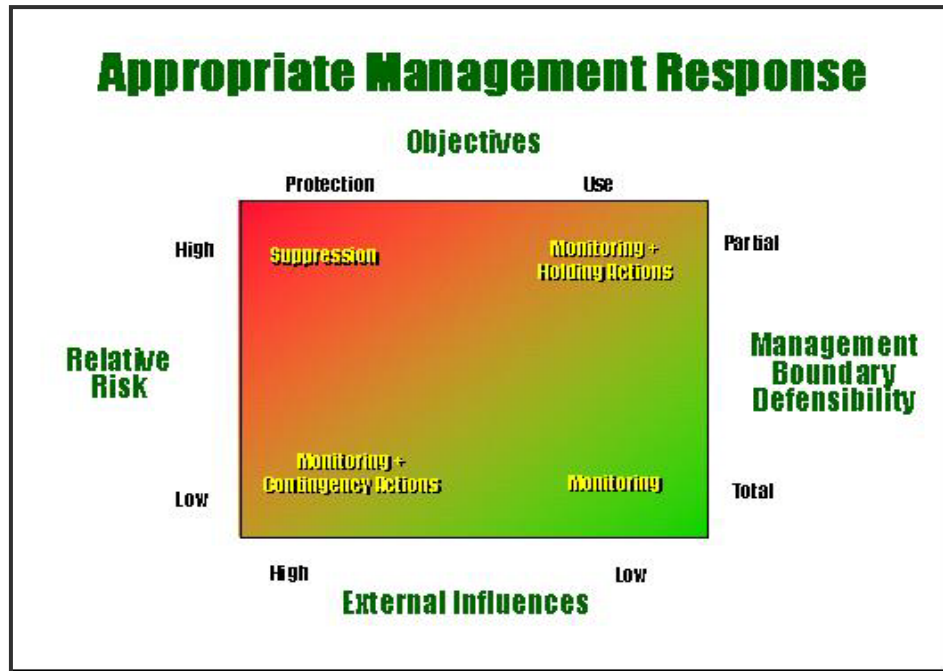 Appropriate Management Response
Objectives
Protection
Use
High
Suppression
Monitoring +
Holding Actions
Partial
Relative
Risk
Management
Boundary
Defensibility
Monitoring +
Contingency Actions
Monitoring
Low
Total
High
Low
External Influences